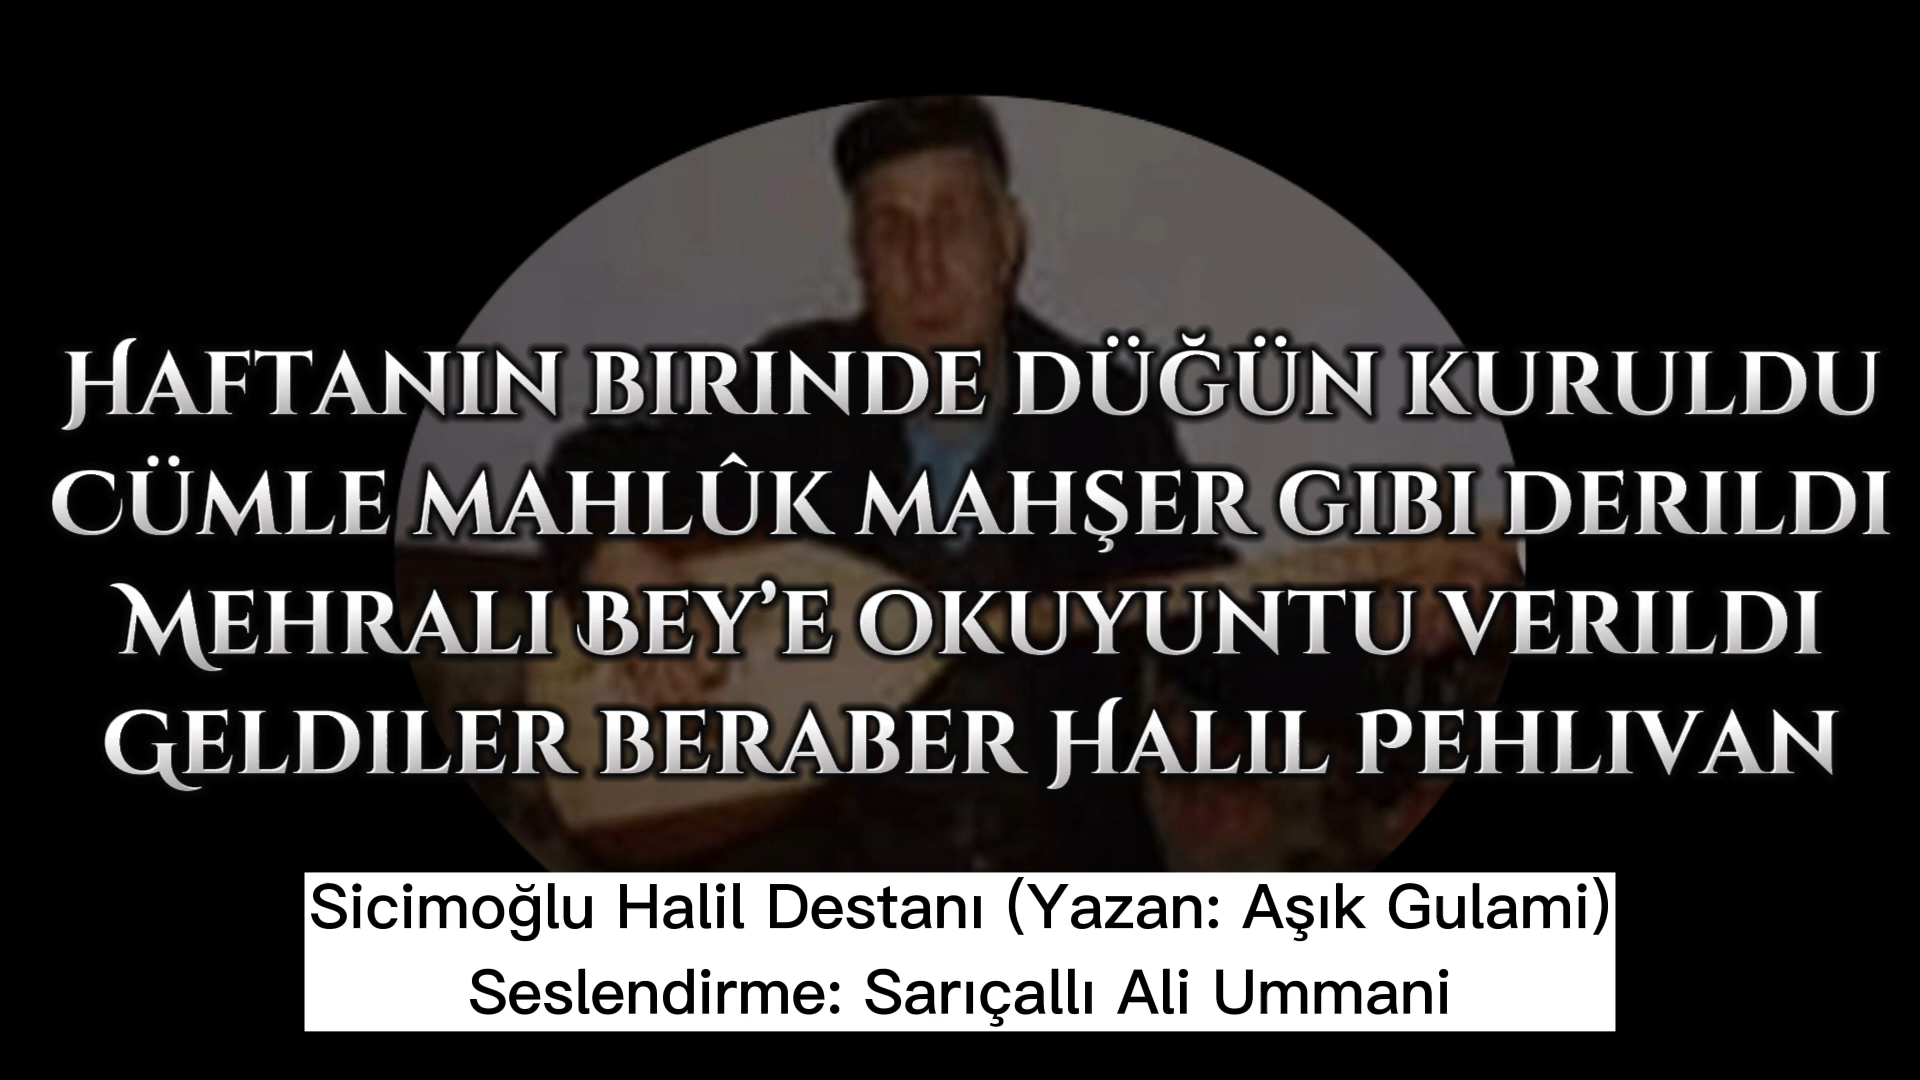 Haftanın birinde düğün kuruldu
Cümle mahlûk mahşer gibi derildi
Mehrali Bey’e okuyuntu verildi
Geldiler beraber Halil Pehlivan
Sicimoğlu Halil Destanı (Yazan: Aşık Gulami)
Seslendirme: Sarıçallı Ali Ummani